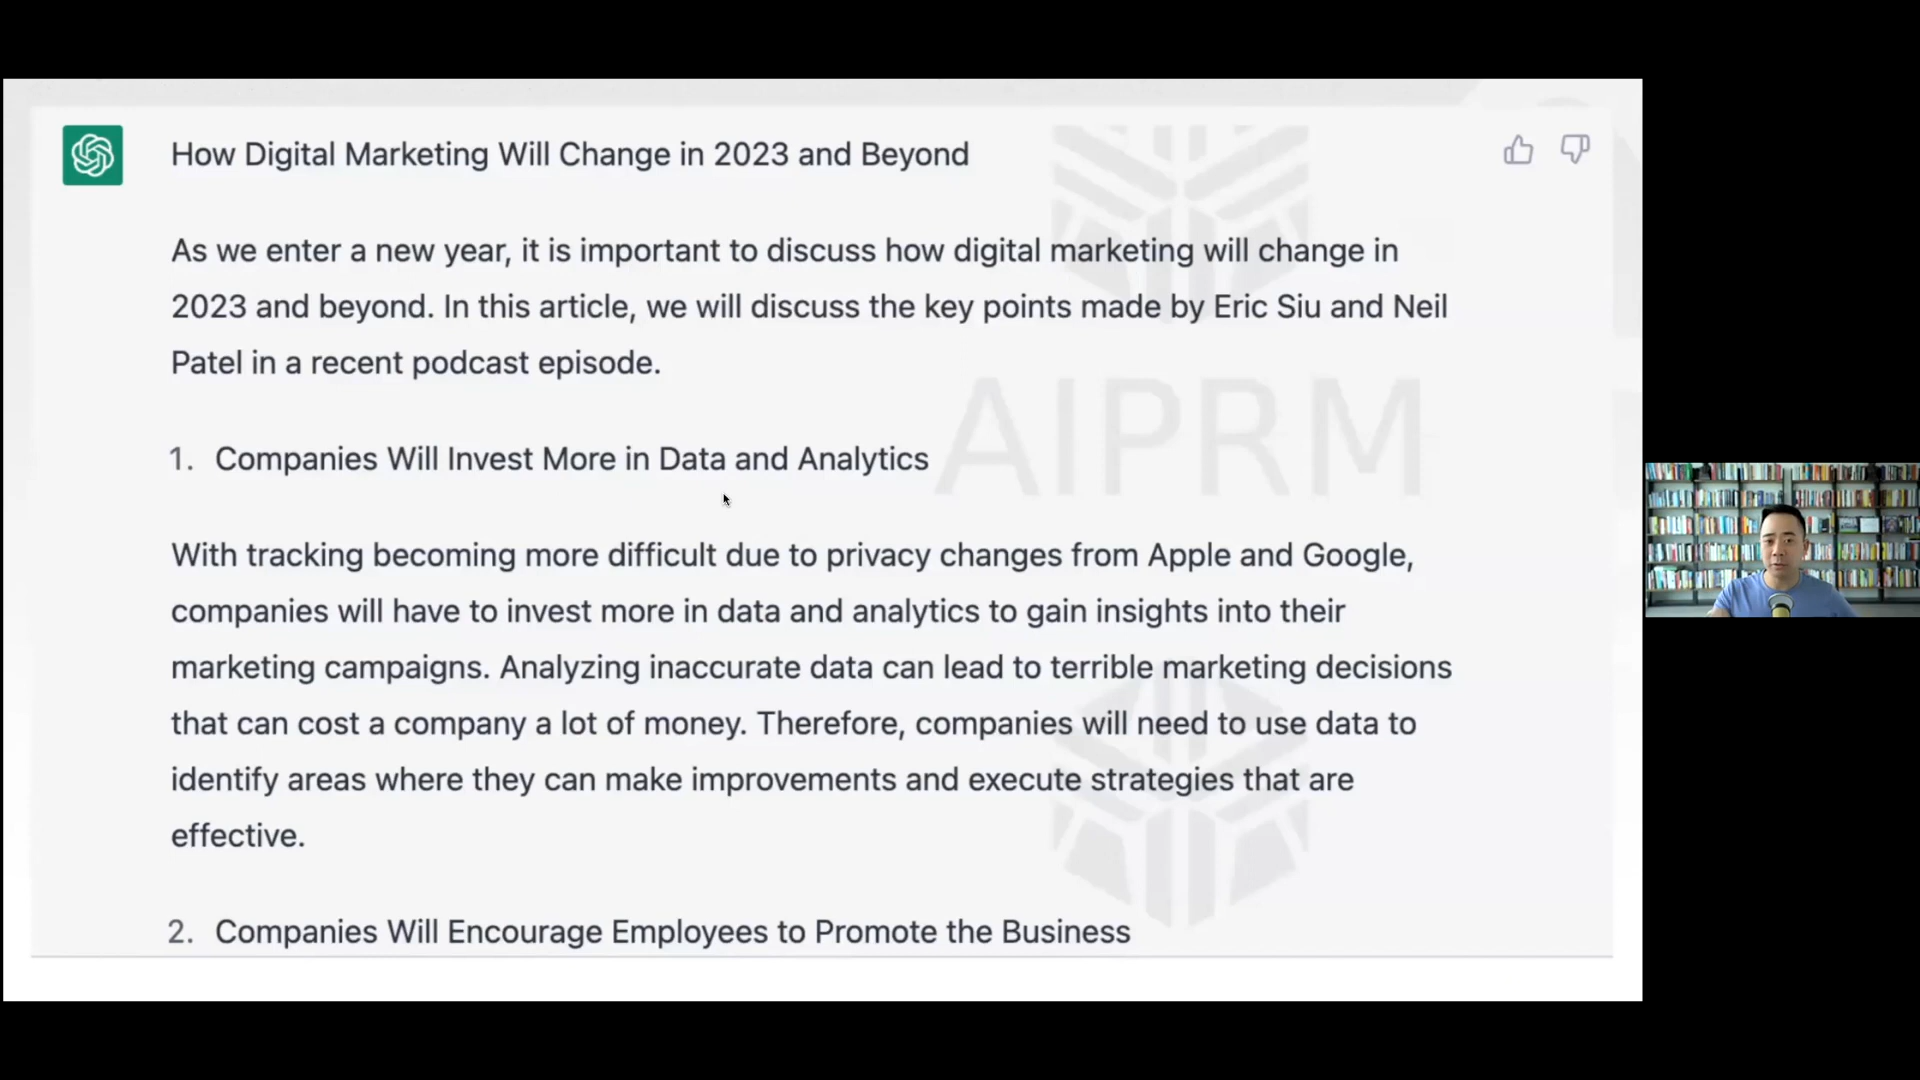 How Digital Marketing Will Change in 2023 and Beyond
As we enter a new year, it is important to discuss how digital marketing will change in
2023 and beyond. In this article, we will discuss the key points made by Eric Siu and Neil
Patel in a recent podcast episode.
1. Companies Will Invest More in Data and Analytics
AIPRM
With tracking becoming more difficult due to privacy changes from Apple and Google,
companies will have to invest more in data and analytics to gain insights into their
marketing campaigns. Analyzing inaccurate data can lead to terrible marketing decisions
that can cost a company a lot of money. Therefore, companies will need to use data to
identify areas where they can make improvements and execute strategies that are
effective.
2. Companies Will Encourage Employees to Promote the Business